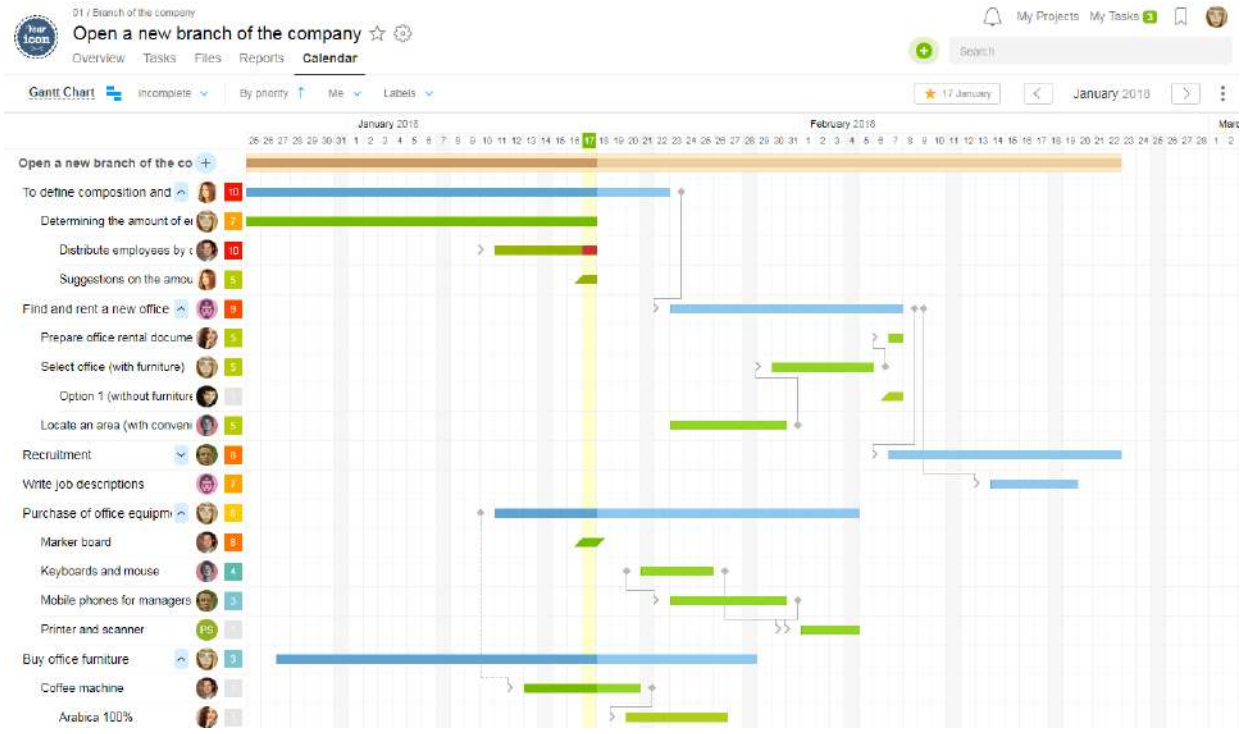 Your
icon
01 / Branch of the company
Open a new branch of the company
My Projects My Tasks 3
Overview Tasks Files Reports Calendar
Search
Gantt Chart Incomplete By priority Me Labels
17 January
January 2018
January 2018 February 2018 Marc
25 26 27 28 29 30 31 1 2 3 4 5 6 7 8 9 10 11 12 13 14 15 16 17 18 19 20 21 22 23 24 25 26 27 28 29 30 31 1 2 3 4 5 6 7 8 9 10 11 12 13 14 15 16 17 18 19 20 21 22 23 24 25 26 27 28 1 2
Open a new branch of the co
To define composition and 10
Determining the amount of er 7
Distribute employees by c 10
Suggestions on the amou 5
Find and rent a new office 9
Prepare office rental docume 5
Select office (with furniture) 5
Option 1 (without furniture
Locate an area (with conveni 5
Recruitment 8
Write job descriptions 7
Purchase of office equipm 6
Marker board 8
Keyboards and mouse 4
Mobile phones for managers 3
Printer and scanner PS
Buy office furniture 3
Coffee machine
Arabica 100%